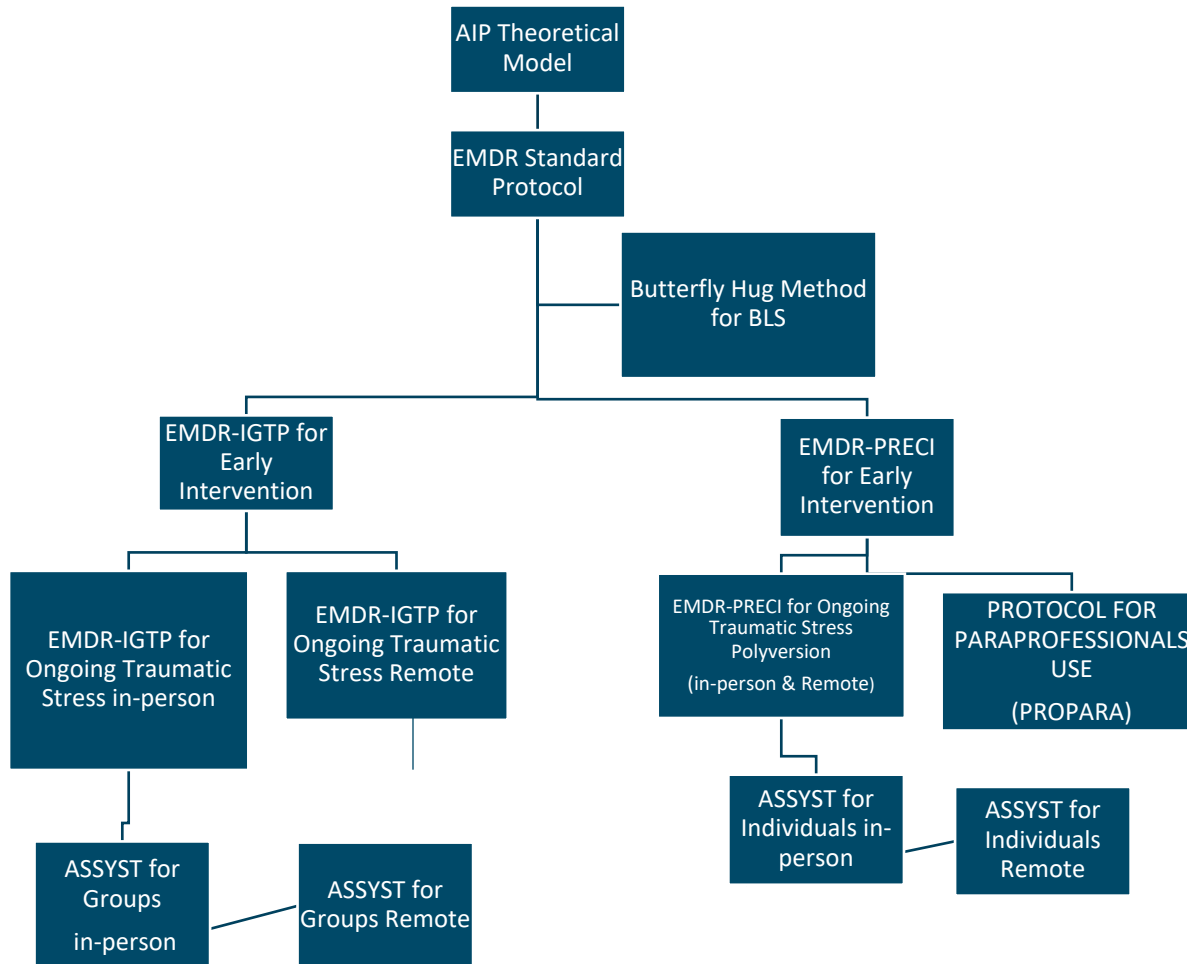 AIP Theoretical
Model
EMDR Standard
Protocol
Butterfly Hug Method
for BLS
EMDR-IGTP for
Early
Intervention
EMDR-PRECI
for Early
Intervention
EMDR-IGTP for
Ongoing Traumatic
Stress in-person
EMDR-IGTP for
Ongoing Traumatic
Stress Remote
EMDR-PRECI for Ongoing
Traumatic Stress
Polyversion
(in-person & Remote)
PROTOCOL FOR
PARAPROFESSIONALS
USE
(PROPARA)
ASSYST for
Groups
in-person
ASSYST for
Groups Remote
ASSYST for
Individuals in-
person
ASSYST for
Individuals
Remote